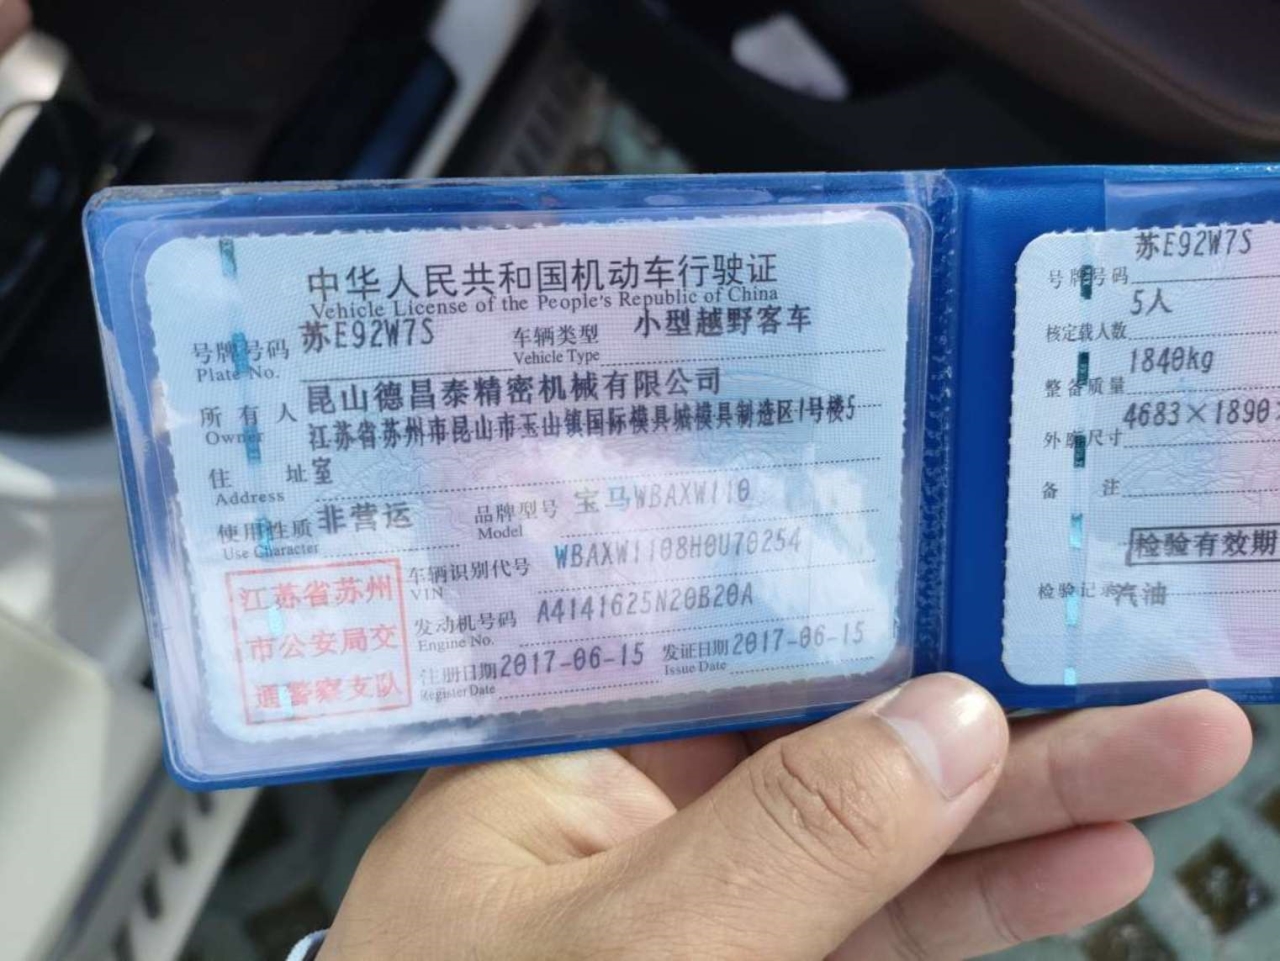 中华人民共和国机动车行驶证
Vehicle License of the People's Republic of China
号牌号码 苏E92W7S 车辆类型 小型越野客车
Plate No. Vehicle Type
所有人 昆山德昌泰精密机械有限公司
Owner
江苏省苏州市昆山市玉山镇国际模具城模具制造区1号楼5
住址 室
Address
使用性质 非营运 品牌型号 宝马WBAXW110
Use Character Model
车辆识别代号 WBAXW1108H0U70254
VIN
发动机号码 A4141625N20B20A
Engine No.
注册日期 2017-06-15 发证日期 2017-06-15
Register Date Issue Date
江苏省苏州
市公安局交
通警察支队
号牌号码 苏E92W7S
核定载人数 5人
整备质量 1840kg
外廓尺寸 4683×1890
备注
检验有效期
检验记录 汽油